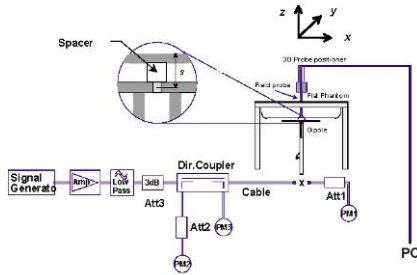 z
y
x
Spacer
s
3D Probe positioner
Field probe
Flat Phantom
Dipole
Dir.Coupler
Signal
Generato
Amp
Low
Pass
3dB
Att3
Cable
x
Att1
PM1
Att2
PM3
PM2
PC